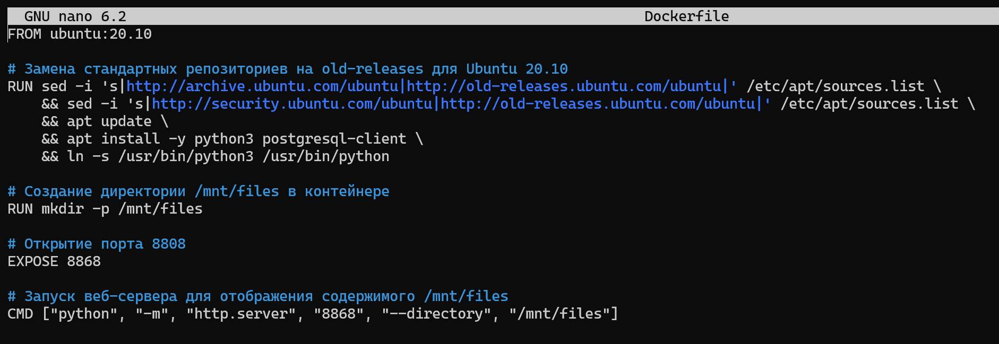 GNU nano 6.2 Dockerfile
FROM ubuntu:20.10
# Замена стандартных репозиториев на old-releases для Ubuntu 20.10
RUN sed -i 's|http://archive.ubuntu.com/ubuntu|http://old-releases.ubuntu.com/ubuntu|' /etc/apt/sources.list \
    && sed -i 's|http://security.ubuntu.com/ubuntu|http://old-releases.ubuntu.com/ubuntu|' /etc/apt/sources.list \
    && apt update \
    && apt install -y python3 postgresql-client \
    && ln -s /usr/bin/python3 /usr/bin/python
# Создание директории /mnt/files в контейнере
RUN mkdir -p /mnt/files
# Открытие порта 8808
EXPOSE 8868
# Запуск веб-сервера для отображения содержимого /mnt/files
CMD ["python", "-m", "http.server", "8868", "--directory", "/mnt/files"]